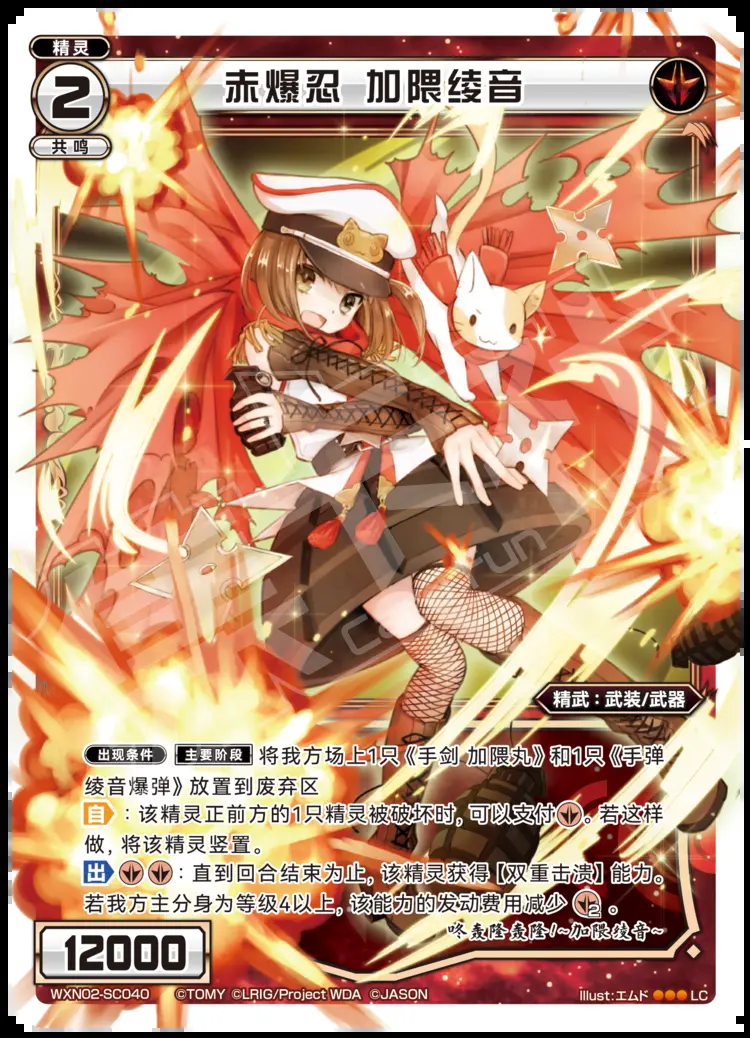 精灵
2
赤爆忍 加隈绫音
共鸣
精武：武装/武器
出现条件 主要阶段 将我方场上1只《手剑 加隈丸》和1只《手弹
绫音爆弹》放置到废弃区
自：该精灵正前方的1只精灵被破坏时，可以支付。若这样
做，将该精灵竖置。
出：直到回合结束为止，该精灵获得【双重击溃】能力。
若我方主分身为等级4以上，该能力的发动费用减少2。
咚轰隆轰隆!~加隈绫音~
12000
WXN02-SC040 ©TOMY ©LRIG/Project WDA ©JASON
Illust:エムド LC